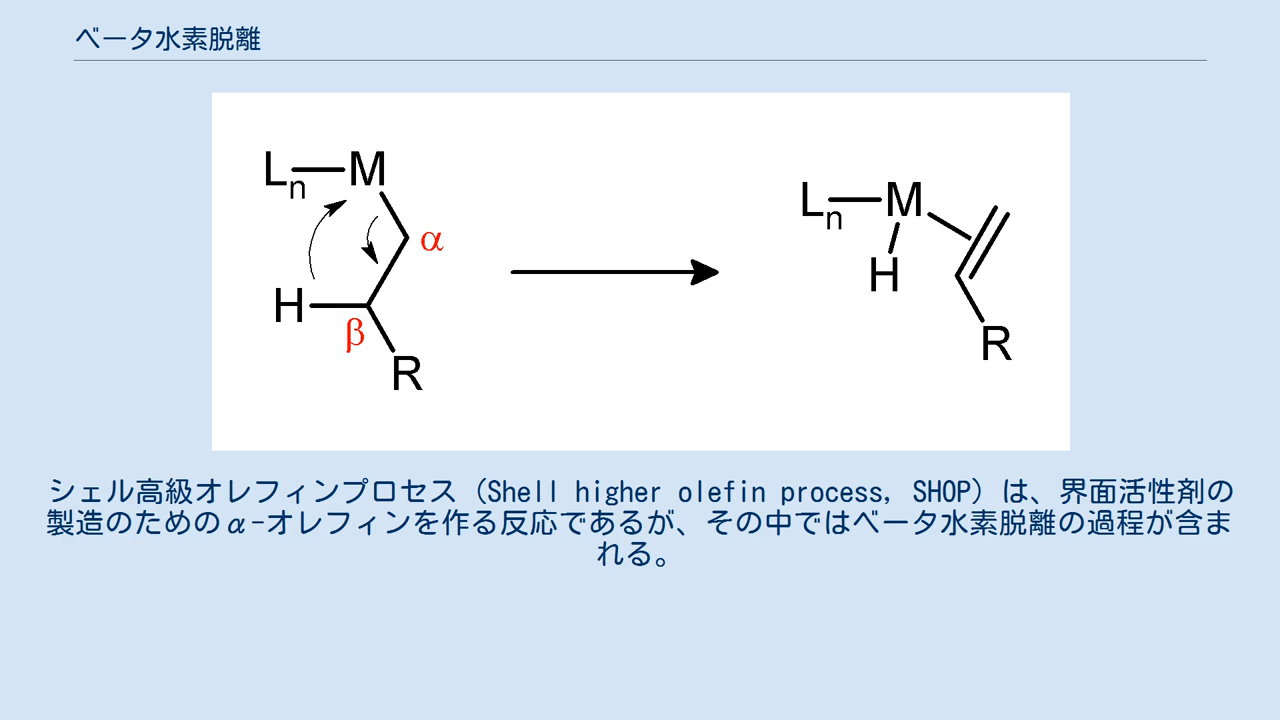 ベータ水素脱離
Ln M
α
H
β
R
Ln M
H
R
シェル高級オレフィンプロセス（Shell higher olefin process, SHOP）は、界面活性剤の
製造のためのα-オレフィンを作る反応であるが、その中ではベータ水素脱離の過程が含ま
れる。